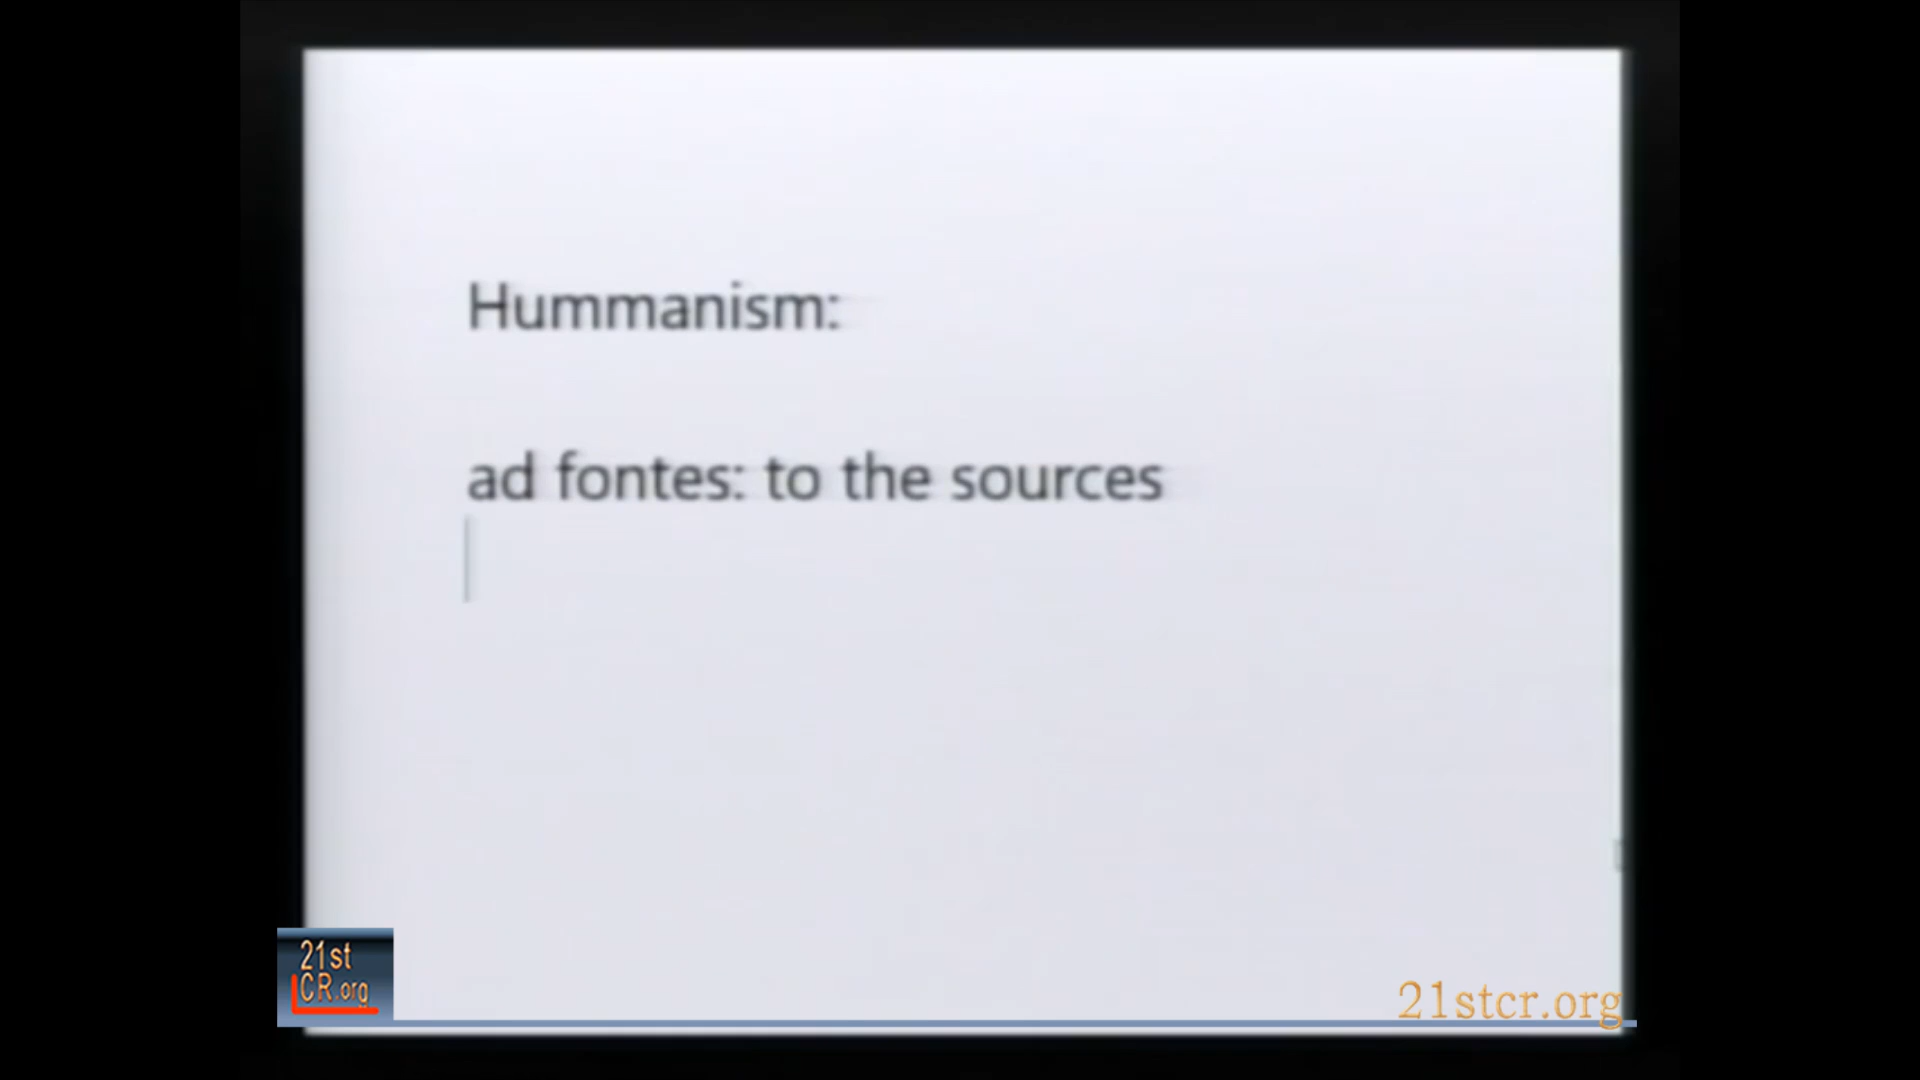 Hummanism:
ad fontes: to the sources
21st
CR.org
21stcr.org